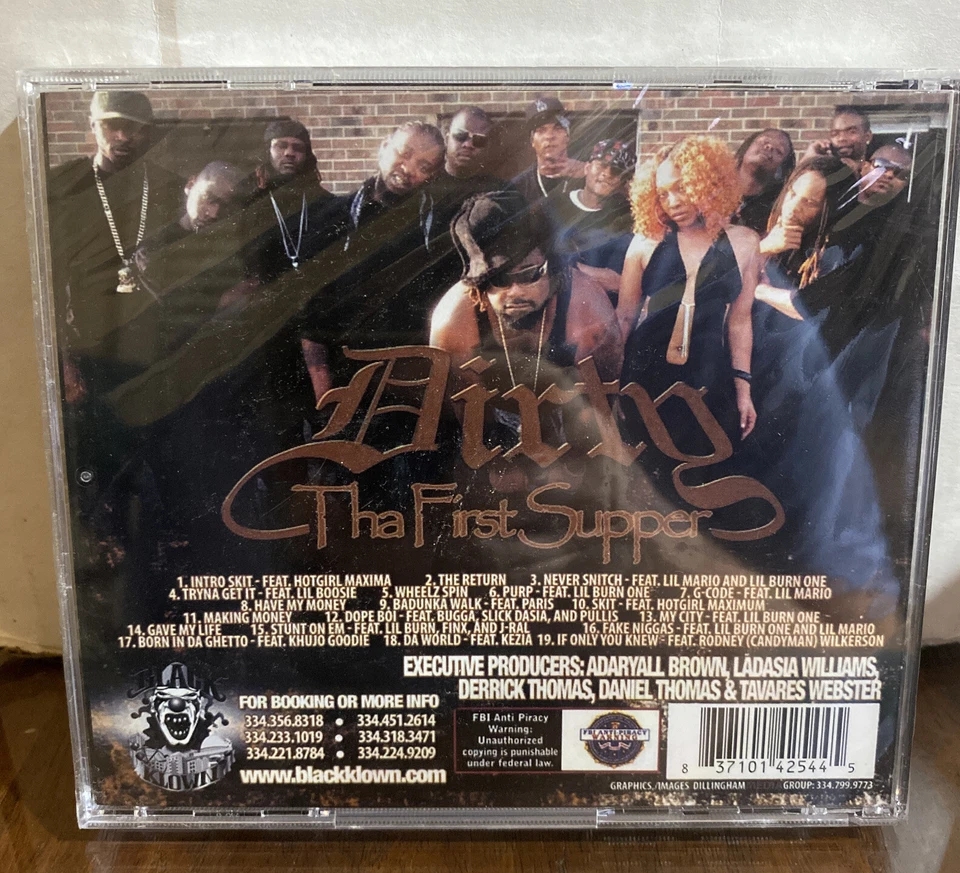 Dirty
Tha First Supper
1. INTRO SKIT - FEAT. HOTGIRL MAXIMA 2. THE RETURN 3. NEVER SNITCH - FEAT. LIL MARIO AND LIL BURN ONE
4. TRYNA GET IT - FEAT. LIL BOOSIE 5. WHEELZ SPIN 6. PURP - FEAT. LIL BURN ONE 7. G-CODE - FEAT. LIL MARIO
8. HAVE MY MONEY 9. BADUNKA WALK - FEAT. PARIS 10. SKIT - FEAT. HOTGIRL MAXIMUM
11. MAKING MONEY 12. DOPE BOI - FEAT. BUGGA, SLICK DASIA, AND PULLIS 13. MY CITY - FEAT. LIL BURN ONE
14. GAVE MY LIFE 15. STUNT ON EM - FEAT. LIL BURN, FINX, AND J-RAL 16. FAKE NIGGAS - FEAT. LIL BURN ONE AND LIL MARIO
17. BORN IN DA GHETTO - FEAT. KHUJO GOODIE 18. DA WORLD - FEAT. KEZIA 19. IF ONLY YOU KNEW - FEAT. RODNEY (CANDYMAN) WILKERSON
EXECUTIVE PRODUCERS: ADARYALL BROWN, LADASIA WILLIAMS,
DERRICK THOMAS, DANIEL THOMAS & TAVARES WEBSTER
BLACK
KLOWN
FOR BOOKING OR MORE INFO
334.356.8318 • 334.451.2614
334.233.1019 • 334.318.3471
334.221.8784 • 334.224.9209
www.blackklown.com
FBI Anti Piracy
Warning:
Unauthorized
copying is punishable
under federal law.
FBI ANTI-PIRACY
WARNING
8 37101 42544 5
GRAPHICS/IMAGES DILLINGHAM GROUP: 334.799.9773